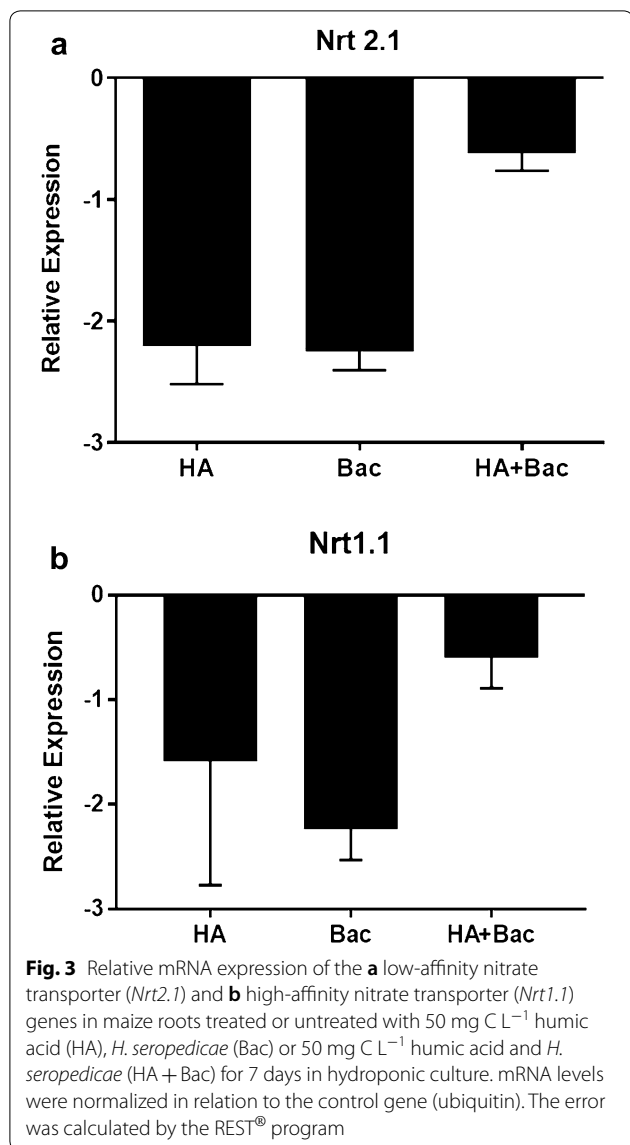 a
Nrt 2.1
Relative Expression
0
-1
-2
-3
HA
Bac
HA+Bac
b
Nrt1.1
Relative Expression
0
-1
-2
-3
HA
Bac
HA+Bac
Fig. 3 Relative mRNA expression of the a low-affinity nitrate
transporter (Nrt2.1) and b high-affinity nitrate transporter (Nrt1.1)
genes in maize roots treated or untreated with 50 mg C L⁻¹ humic
acid (HA), H. seropedicae (Bac) or 50 mg C L⁻¹ humic acid and H.
seropedicae (HA + Bac) for 7 days in hydroponic culture. mRNA levels
were normalized in relation to the control gene (ubiquitin). The error
was calculated by the REST® program